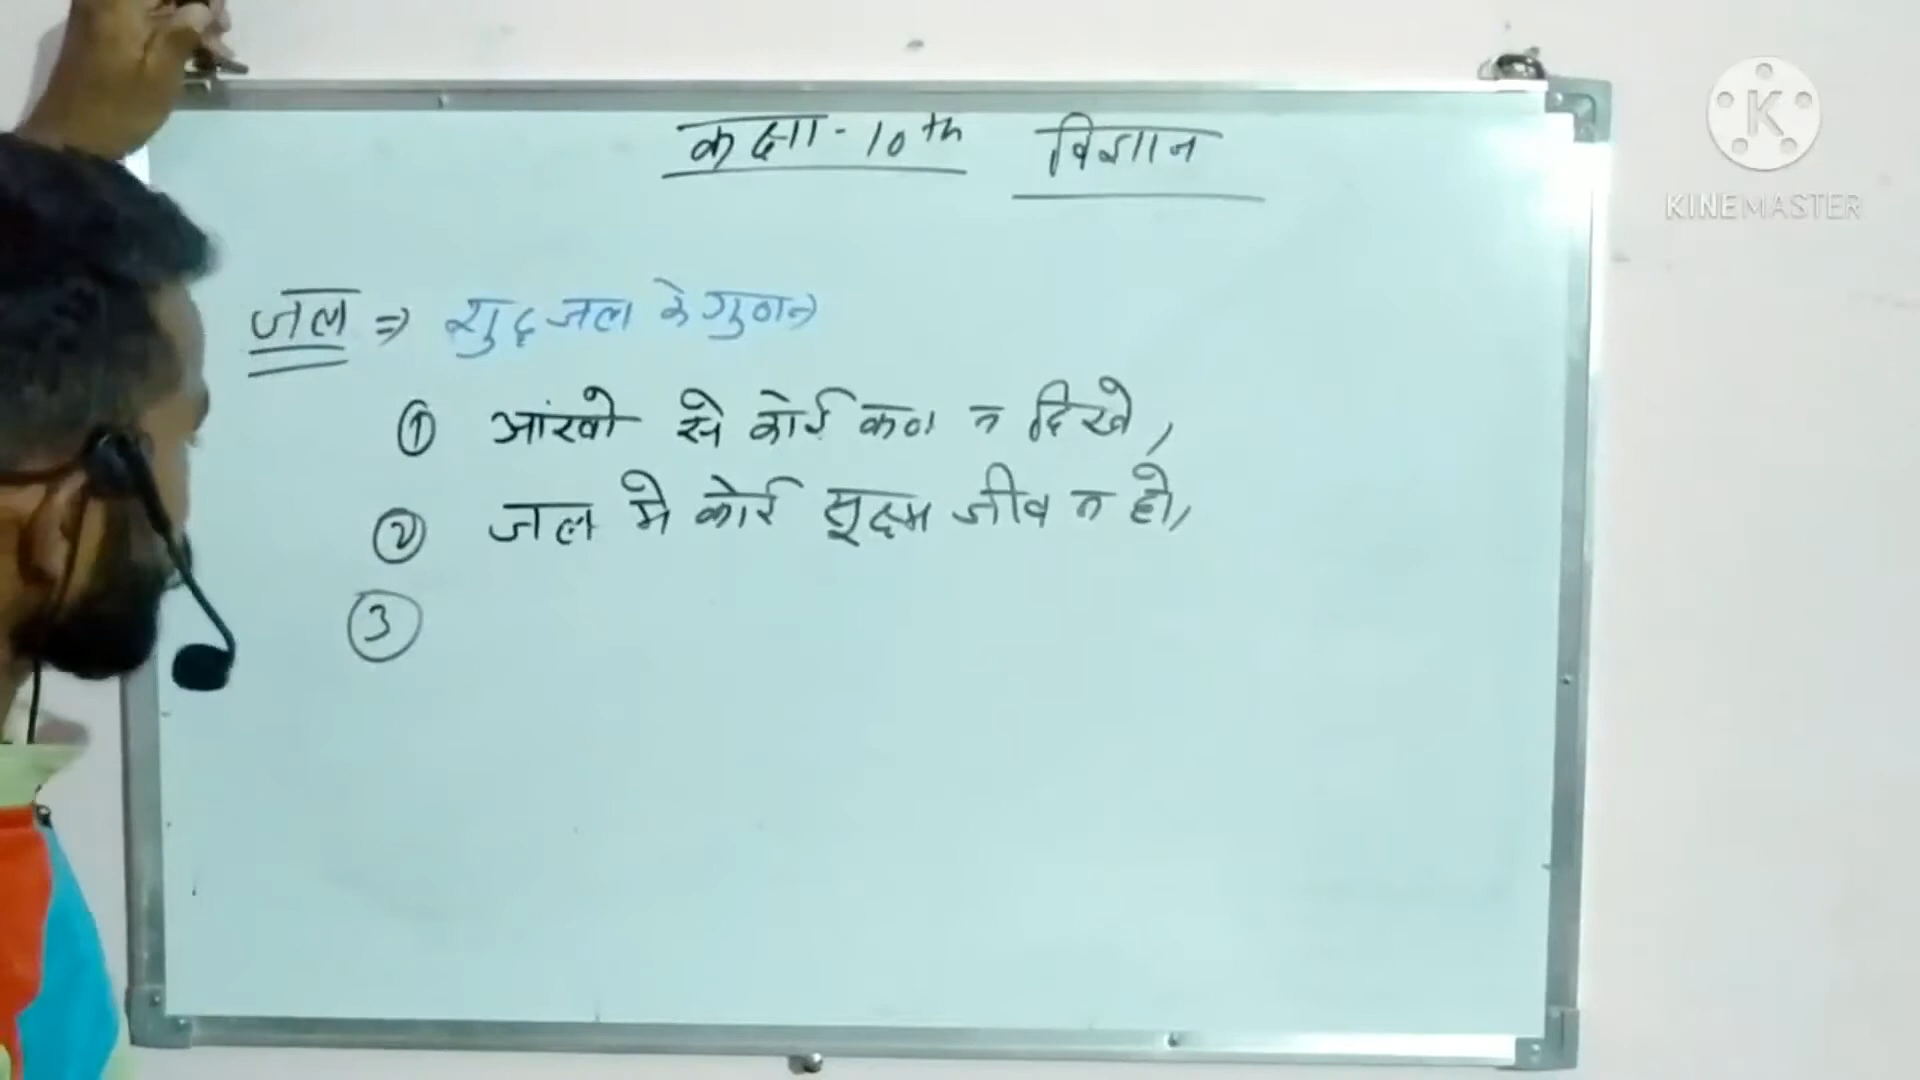 कक्षा - 10th विज्ञान
K
KINEMASTER
जल ⇒ शुद्ध जल के गुण ⇒
① आंखो से कोई कण न दिखे,
② जल मे कोई सूक्ष्म जीव न हो,
③